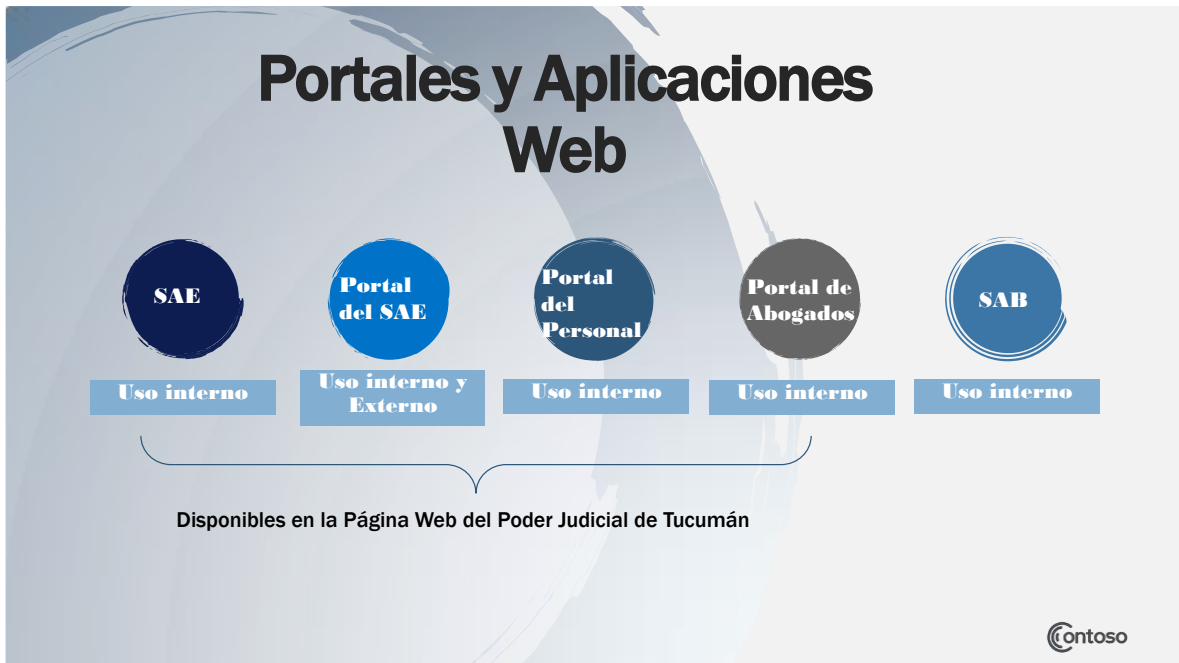 Portales y Aplicaciones
Web
SAE
Portal
del SAE
Portal
del
Personal
Portal de
Abogados
SAB
Uso interno
Uso interno y
Externo
Uso interno
Uso interno
Uso interno
Disponibles en la Página Web del Poder Judicial de Tucumán
Contoso